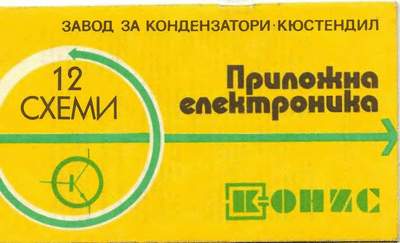 ЗАВОД ЗА КОНДЕНЗАТОРИ·КЮСТЕНДИЛ
12
СХЕМИ
Приложна
електроника
КОНИС